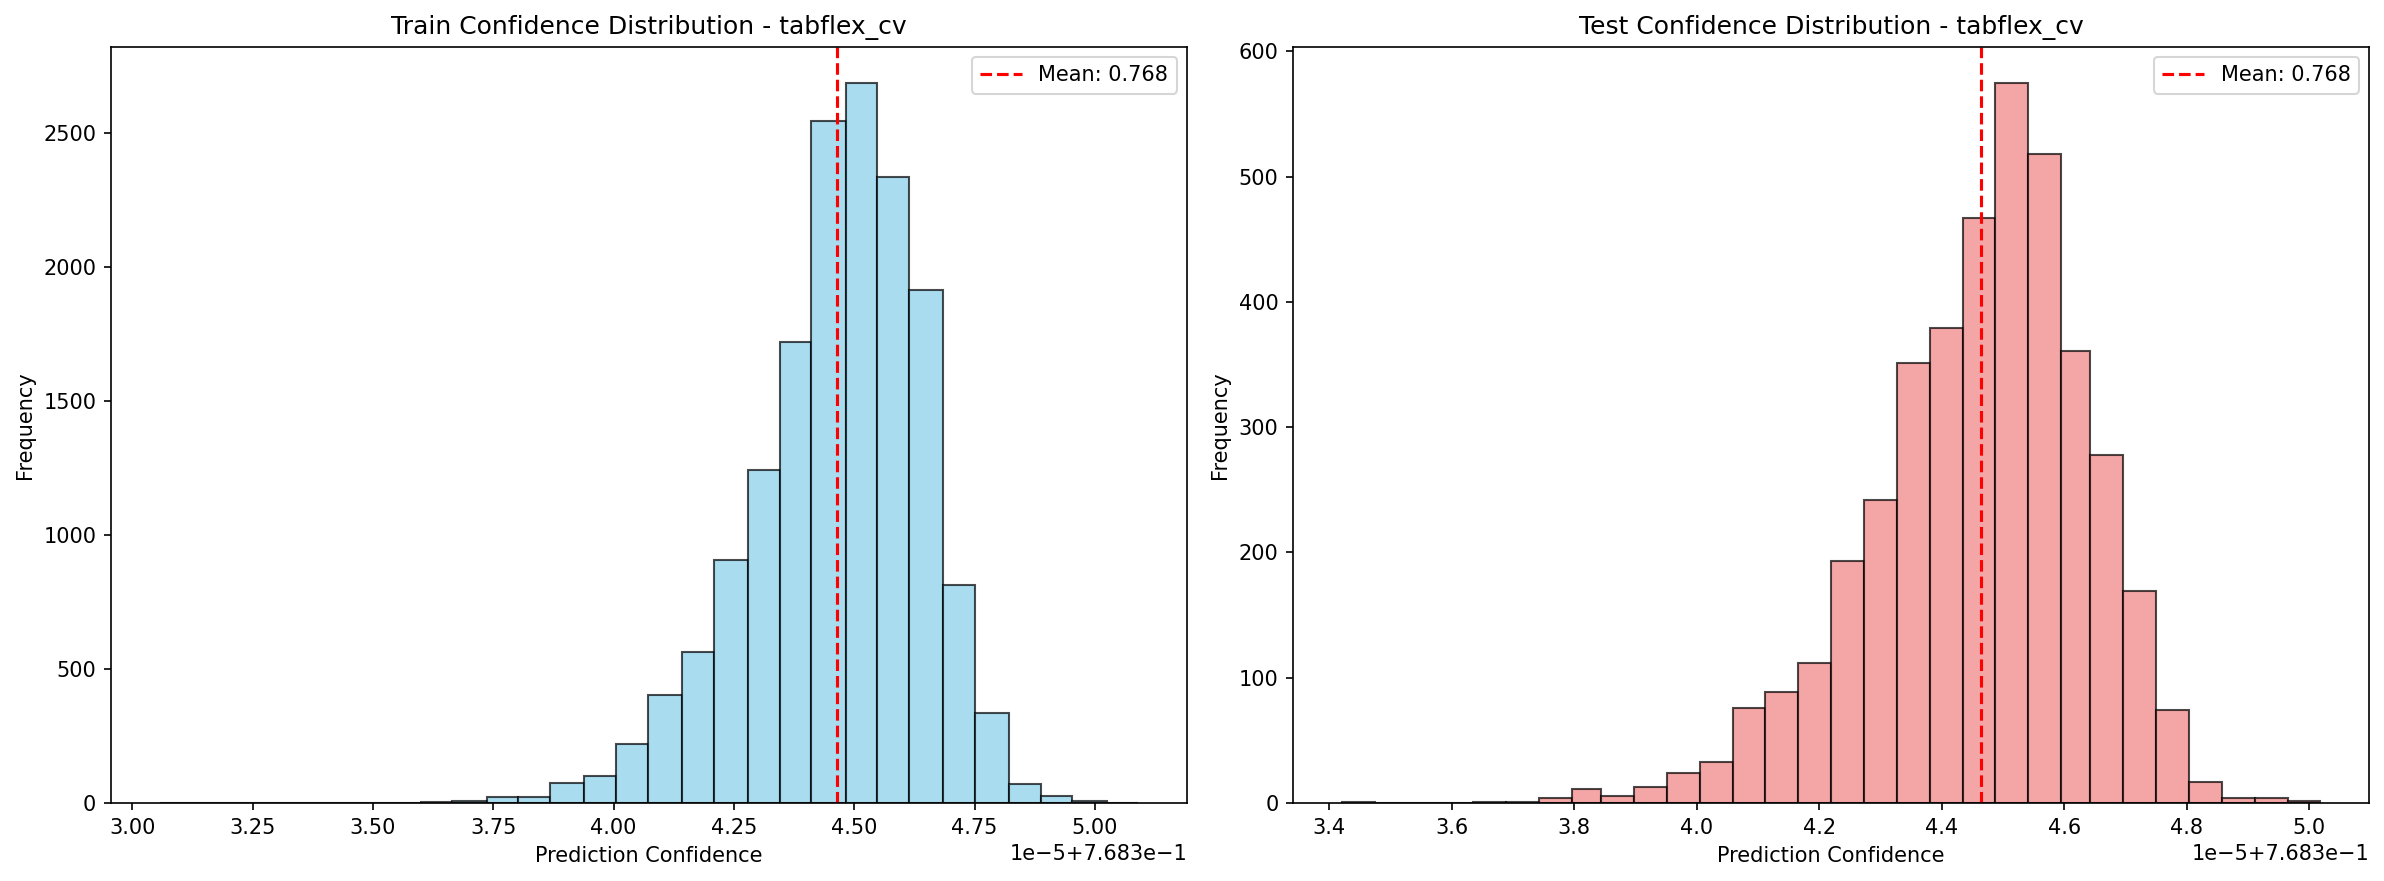 Train Confidence Distribution - tabflex_cv
Mean: 0.768
Frequency
2500
2000
1500
1000
500
0
3.00 3.25 3.50 3.75 4.00 4.25 4.50 4.75 5.00
Prediction Confidence
1e−5+7.683e−1
Test Confidence Distribution - tabflex_cv
Mean: 0.768
Frequency
600
500
400
300
200
100
0
3.4 3.6 3.8 4.0 4.2 4.4 4.6 4.8 5.0
Prediction Confidence
1e−5+7.683e−1